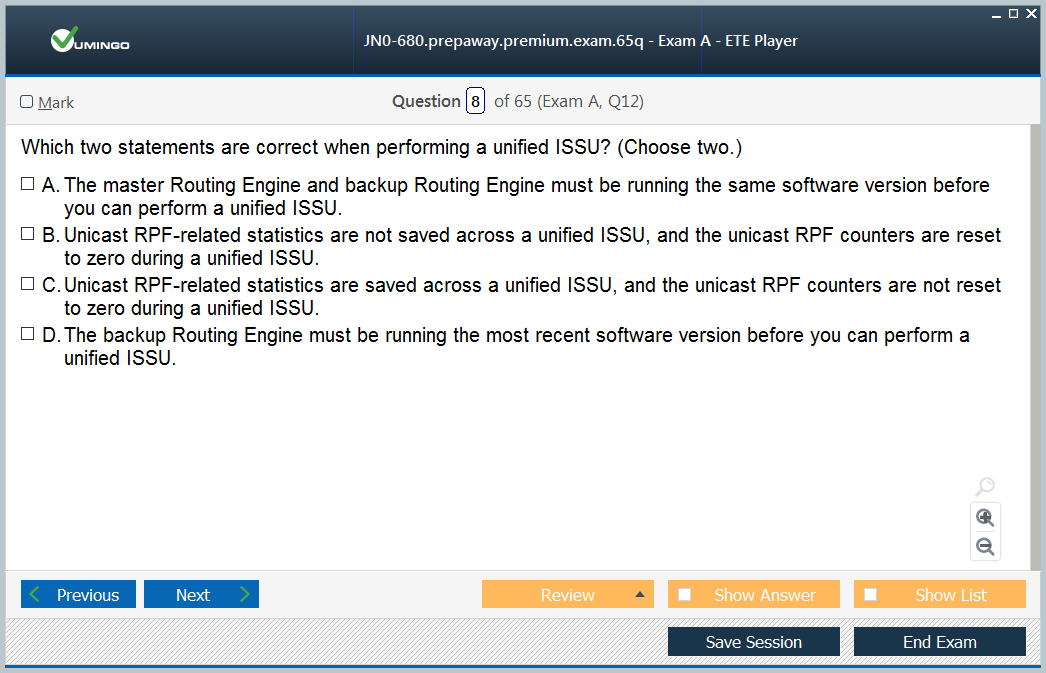 VUMINGO
JN0-680.prepaway.premium.exam.65q - Exam A - ETE Player
Mark
Question 8 of 65 (Exam A, Q12)
Which two statements are correct when performing a unified ISSU? (Choose two.)
A. The master Routing Engine and backup Routing Engine must be running the same software version before
you can perform a unified ISSU.
B. Unicast RPF-related statistics are not saved across a unified ISSU, and the unicast RPF counters are reset
to zero during a unified ISSU.
C. Unicast RPF-related statistics are saved across a unified ISSU, and the unicast RPF counters are not reset
to zero during a unified ISSU.
D. The backup Routing Engine must be running the most recent software version before you can perform a
unified ISSU.
Previous
Next
Review
Show Answer
Show List
Save Session
End Exam